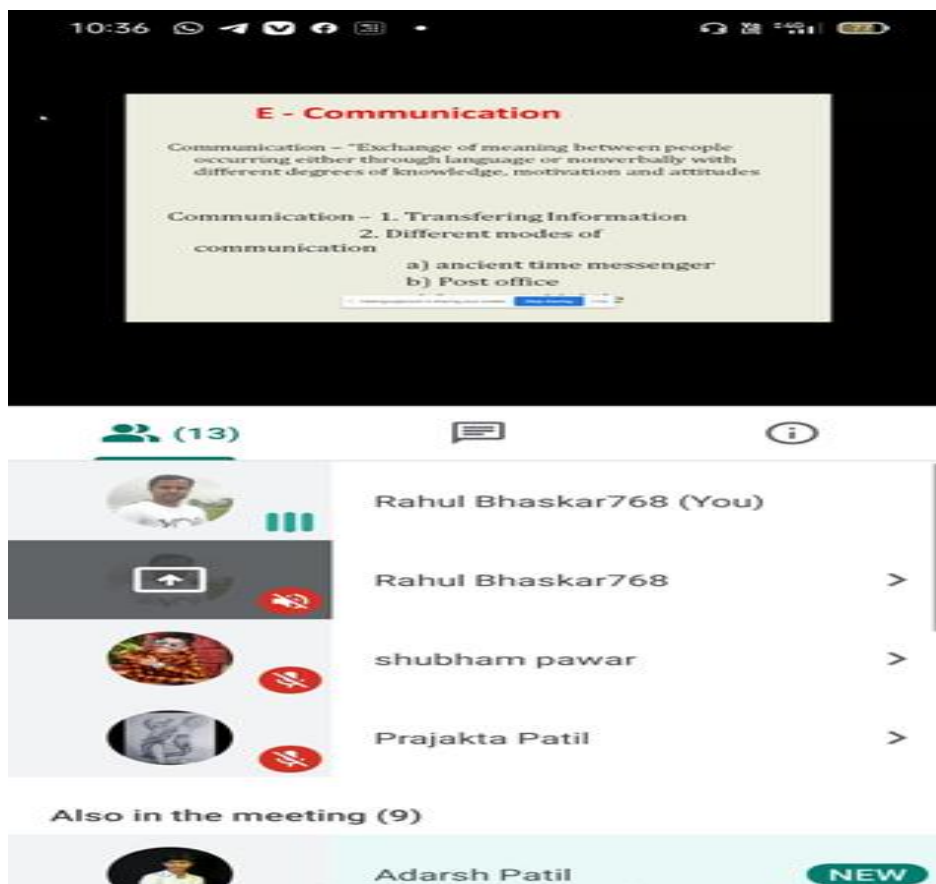 10:36
E - Communication
Communication – "Exchange of meaning between people
occurring either through language or nonverbally with
different degrees of knowledge, motivation and attitudes
Communication – 1. Transfering Information
2. Different modes of
communication
a) ancient time messenger
b) Post office
(13)
Rahul Bhaskar768 (You)
Rahul Bhaskar768
shubham pawar
Prajakta Patil
Also in the meeting (9)
Adarsh Patil
NEW